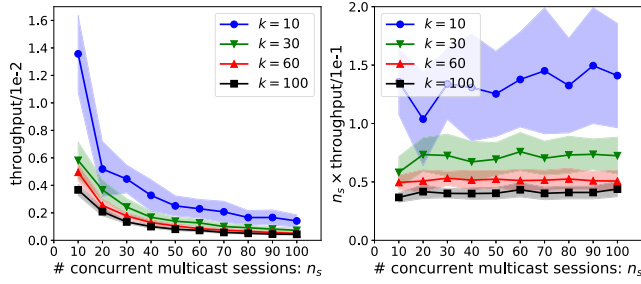 throughput/1e-2
1.6
1.4
1.2
1.0
0.8
0.6
0.4
0.2
0.0
k = 10
k = 30
k = 60
k = 100
10 20 30 40 50 60 70 80 90 100
# concurrent multicast sessions: n_s
n_s × throughput/1e-1
2.0
1.5
1.0
0.5
0.0
k = 10
k = 30
k = 60
k = 100
10 20 30 40 50 60 70 80 90 100
# concurrent multicast sessions: n_s